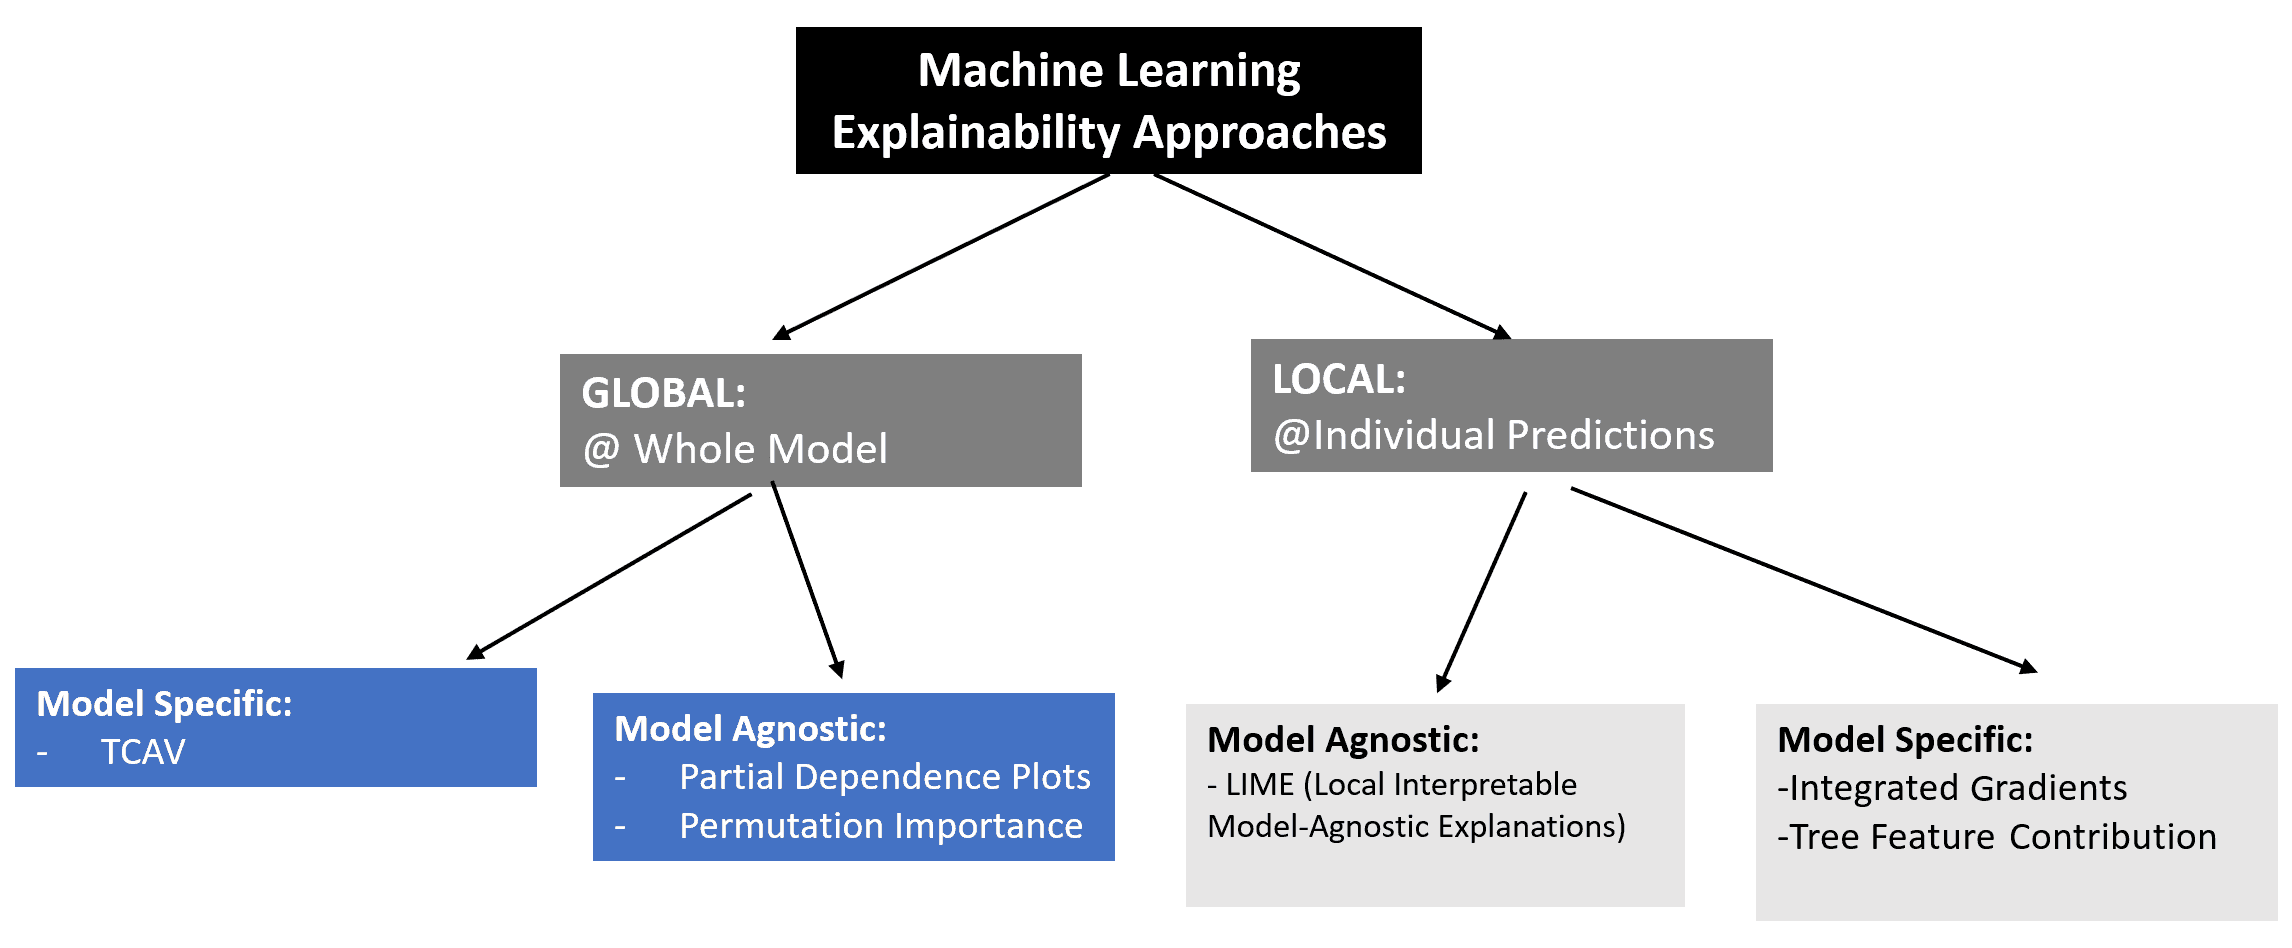 Machine Learning
Explainability Approaches
GLOBAL:
@ Whole Model
LOCAL:
@Individual Predictions
Model Specific:
- TCAV
Model Agnostic:
- Partial Dependence Plots
- Permutation Importance
Model Agnostic:
- LIME (Local Interpretable
Model-Agnostic Explanations)
Model Specific:
-Integrated Gradients
-Tree Feature Contribution